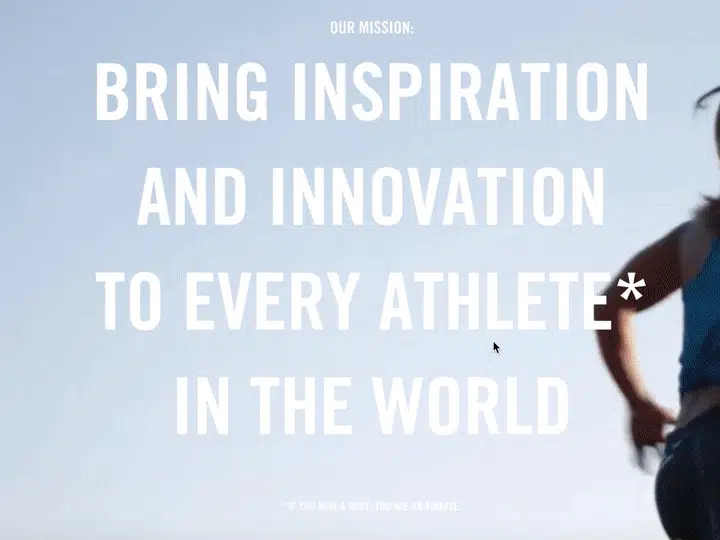 OUR MISSION:
BRING INSPIRATION
AND INNOVATION
TO EVERY ATHLETE*
IN THE WORLD
*IF YOU HAVE A BODY, YOU ARE AN ATHLETE.